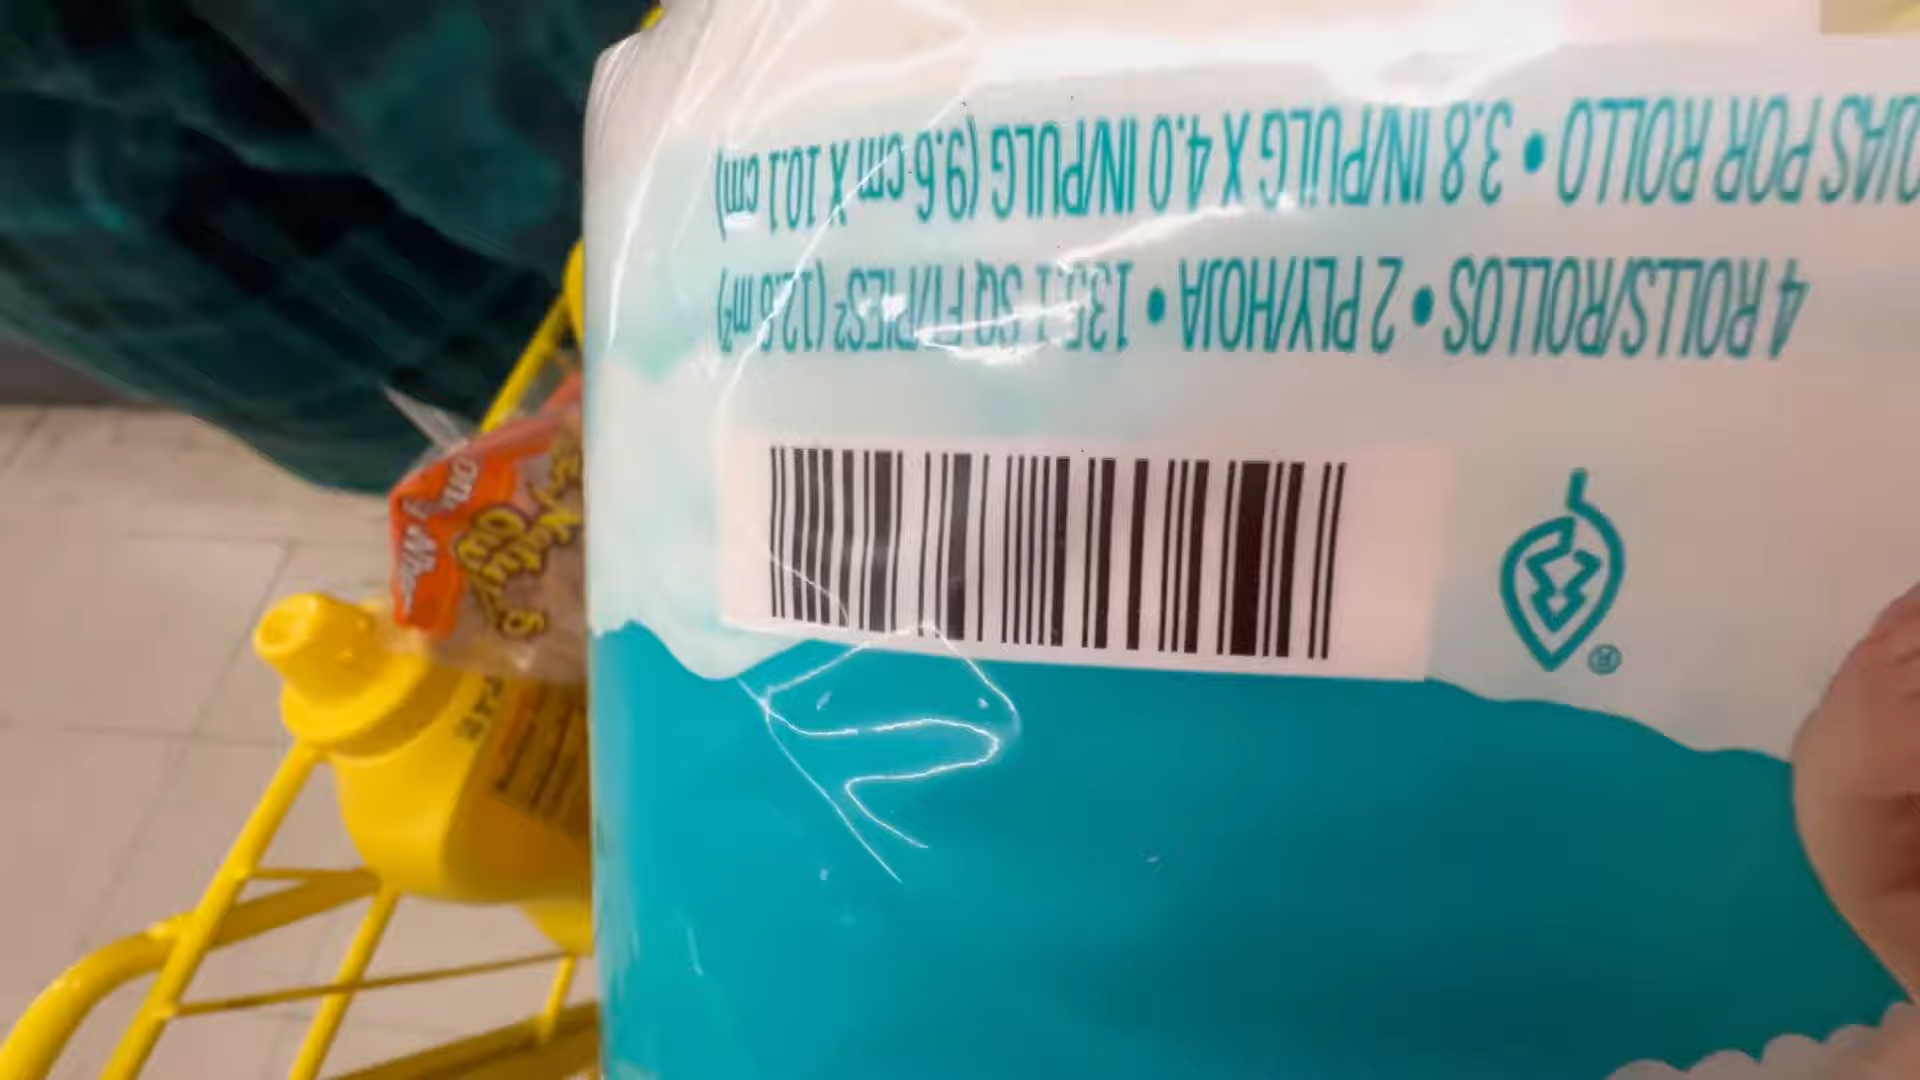 4 ROLLS/ROLLOS • 2 PLY/HOJA • 135.1 SQ FT/PIES² (12.6 m²)
POR ROLLO • 3.8 IN/PULG X 4.0 IN/PULG (9.6 cm X 10.1 cm)
®